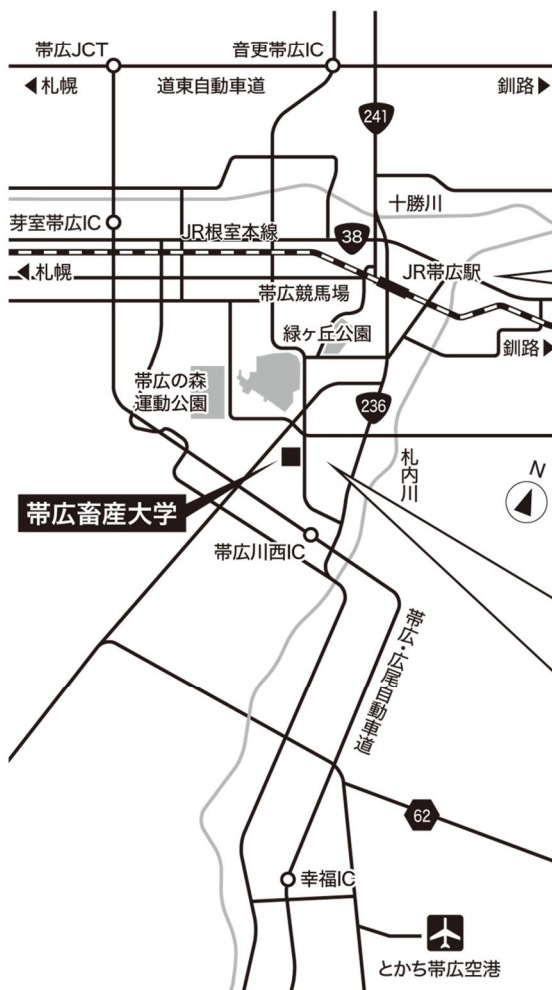 帯広JCT
音更帯広IC
札幌
道東自動車道
釧路
241
十勝川
芽室帯広IC
JR根室本線
38
札幌
JR帯広駅
帯広競馬場
緑ヶ丘公園
釧路
帯広の森
運動公園
236
札内川
N
帯広畜産大学
帯広川西IC
帯広・広尾自動車道
62
幸福IC
とかち帯広空港